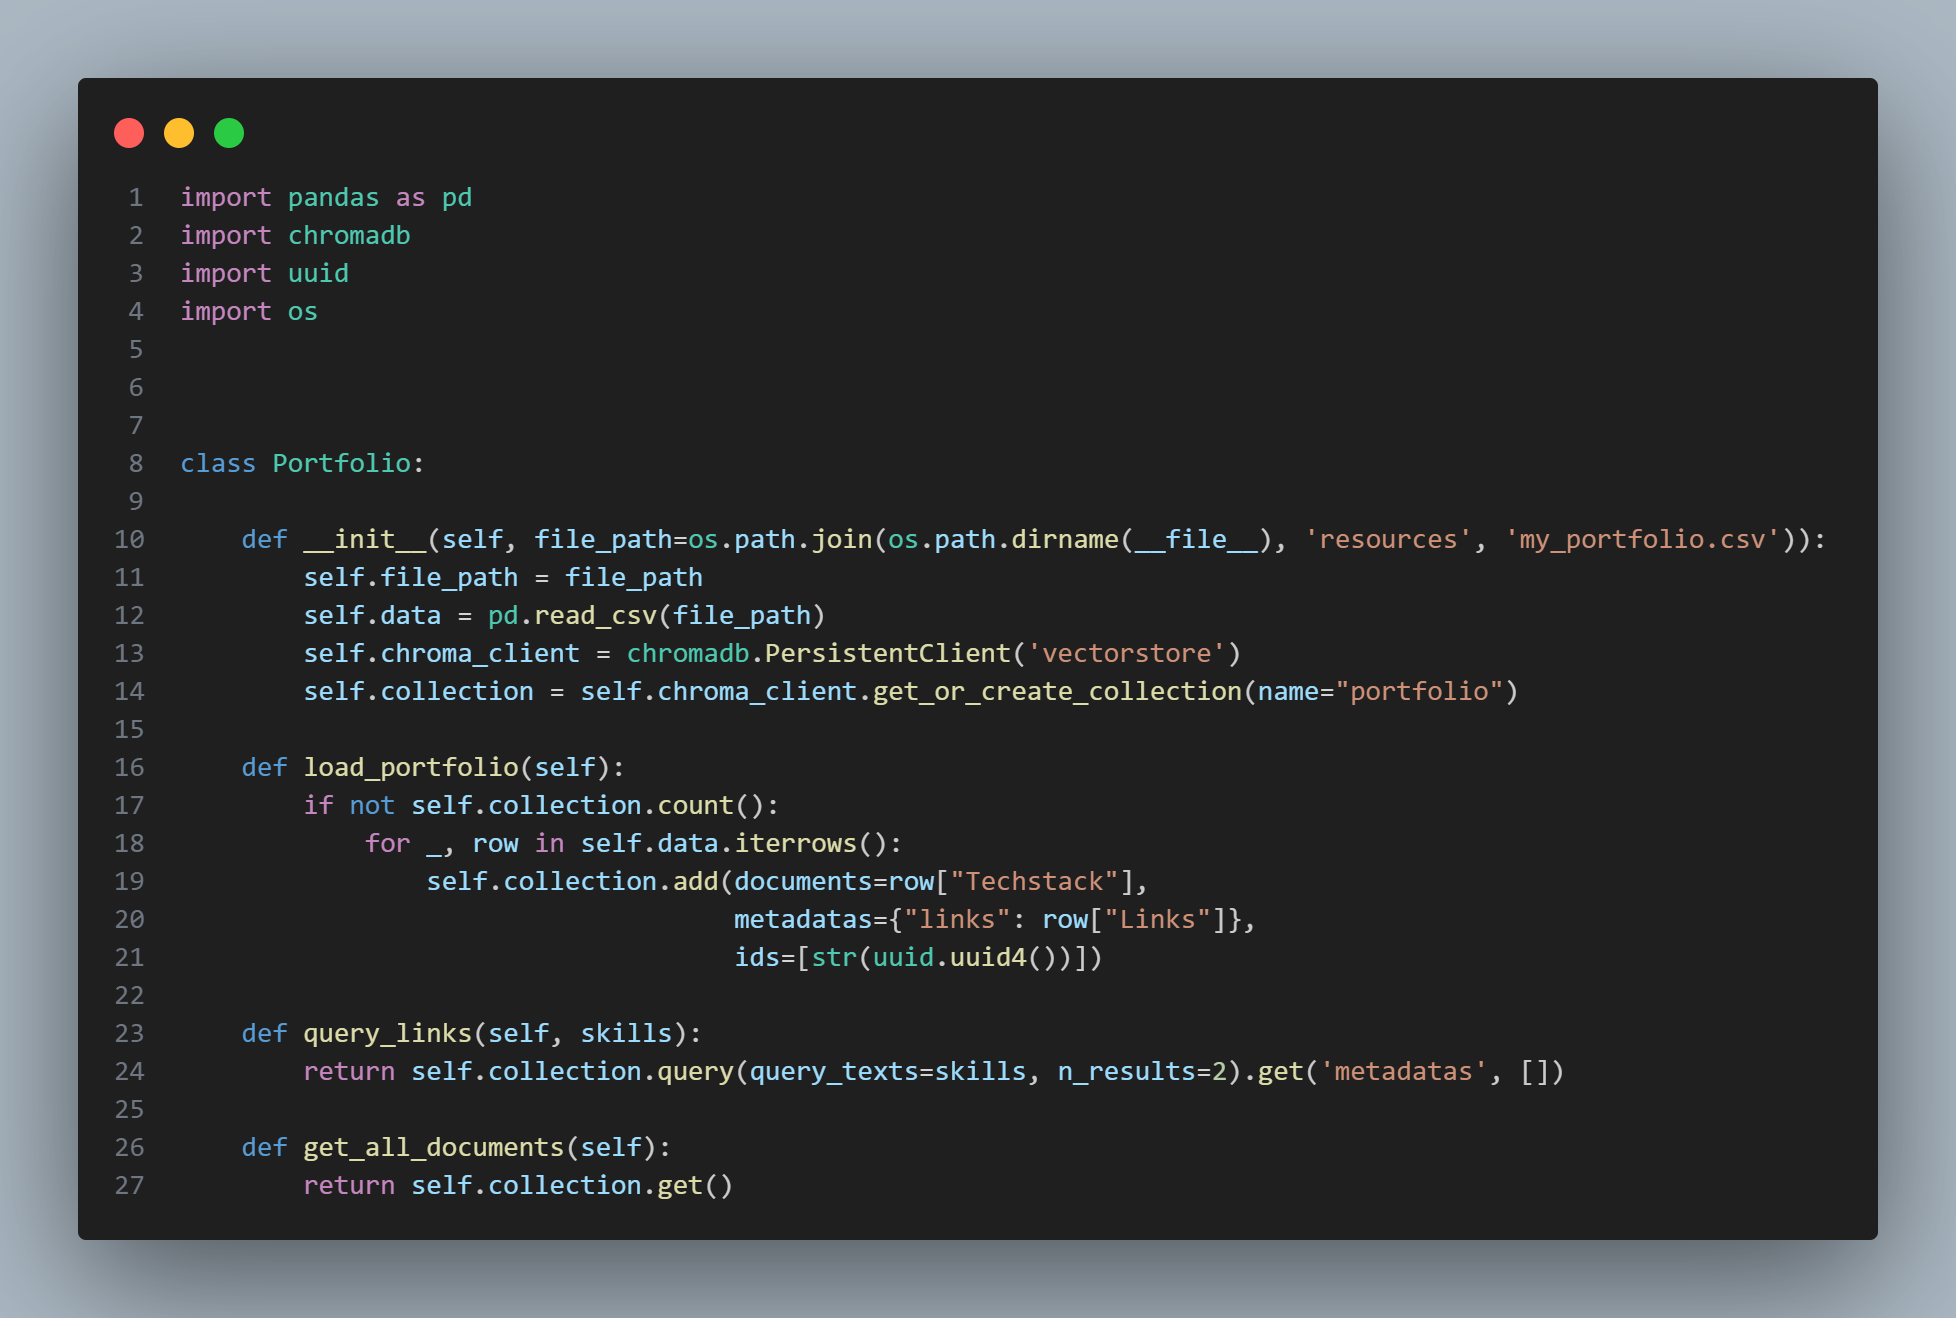 1 import pandas as pd
2 import chromadb
3 import uuid
4 import os
5
6
7
8 class Portfolio:
9
10     def __init__(self, file_path=os.path.join(os.path.dirname(__file__), 'resources', 'my_portfolio.csv')):
11         self.file_path = file_path
12         self.data = pd.read_csv(file_path)
13         self.chroma_client = chromadb.PersistentClient('vectorstore')
14         self.collection = self.chroma_client.get_or_create_collection(name="portfolio")
15
16     def load_portfolio(self):
17         if not self.collection.count():
18             for _, row in self.data.iterrows():
19                 self.collection.add(documents=row["Techstack"],
20                                     metadatas={"links": row["Links"]},
21                                     ids=[str(uuid.uuid4())])
22
23     def query_links(self, skills):
24         return self.collection.query(query_texts=skills, n_results=2).get('metadatas', [])
25
26     def get_all_documents(self):
27         return self.collection.get()